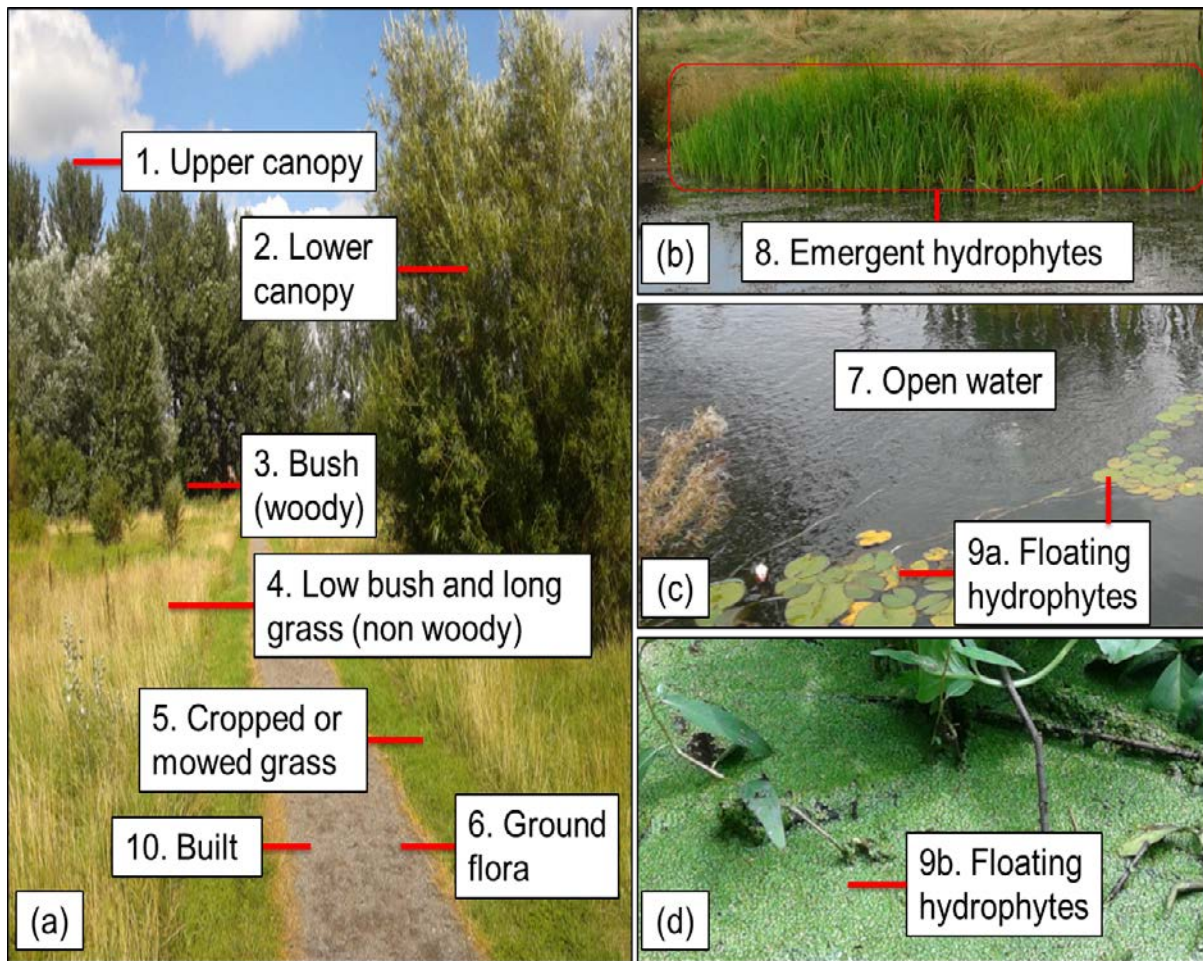 1. Upper canopy
2. Lower
canopy
3. Bush
(woody)
4. Low bush and long
grass (non woody)
5. Cropped or
mowed grass
10. Built
6. Ground
flora
(a)
8. Emergent hydrophytes
(b)
7. Open water
9a. Floating
hydrophytes
(c)
9b. Floating
hydrophytes
(d)